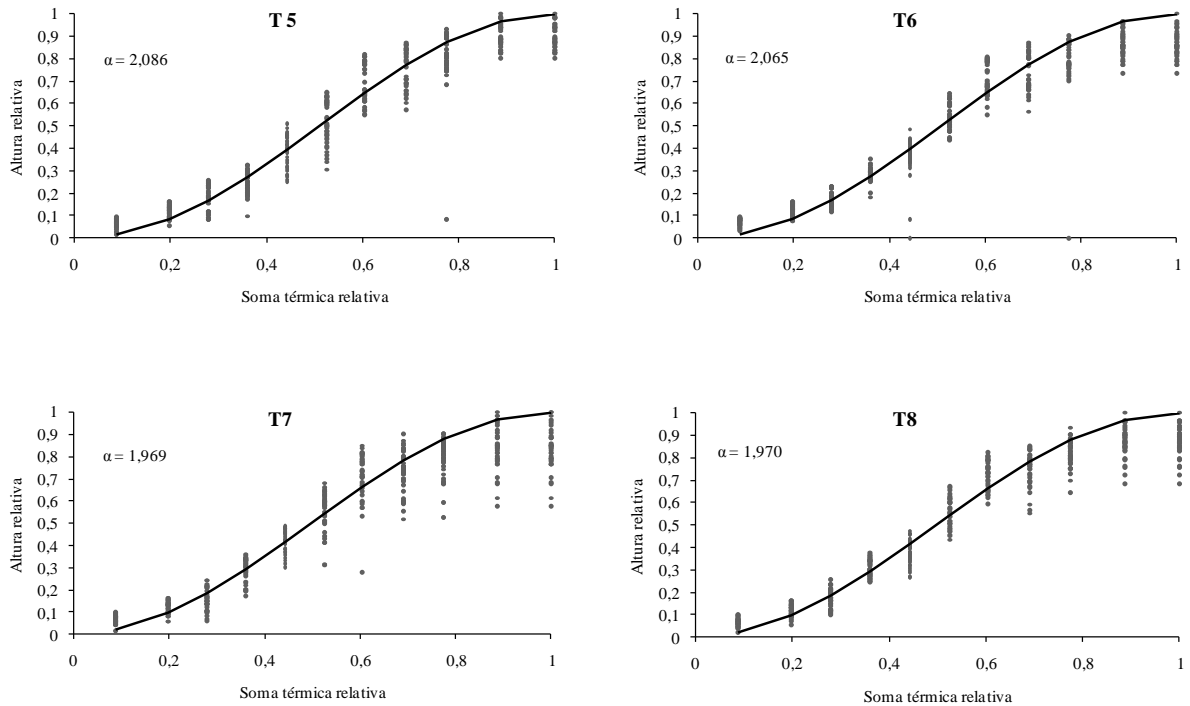 T 5
α = 2,086
Altura relativa
1
0,9
0,8
0,7
0,6
0,5
0,4
0,3
0,2
0,1
0
0 0,2 0,4 0,6 0,8 1
Soma térmica relativa
T6
α = 2,065
Altura relativa
1
0,9
0,8
0,7
0,6
0,5
0,4
0,3
0,2
0,1
0
0 0,2 0,4 0,6 0,8 1
Soma térmica relativa
T7
α = 1,969
Altura relativa
1
0,9
0,8
0,7
0,6
0,5
0,4
0,3
0,2
0,1
0
0 0,2 0,4 0,6 0,8 1
Soma térmica relativa
T8
α = 1,970
Altura relativa
1
0,9
0,8
0,7
0,6
0,5
0,4
0,3
0,2
0,1
0
0 0,2 0,4 0,6 0,8 1
Soma térmica relativa